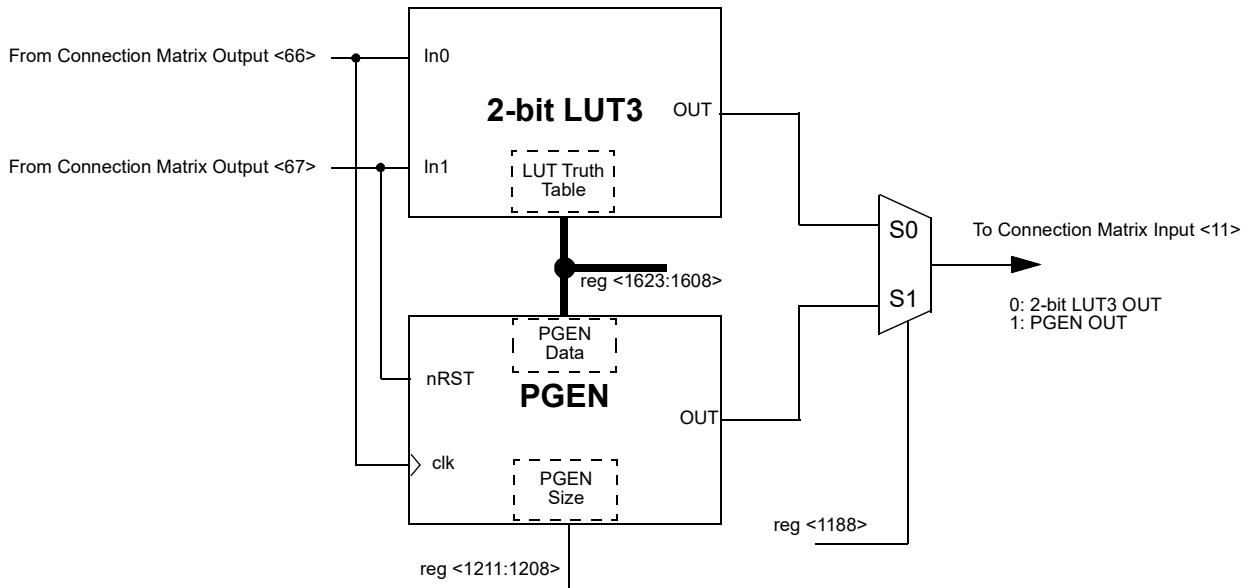 From Connection Matrix Output <66>
In0
2-bit LUT3
OUT
From Connection Matrix Output <67>
In1
LUT Truth
Table
S0
To Connection Matrix Input <11>
reg <1623:1608>
S1
0: 2-bit LUT3 OUT
1: PGEN OUT
PGEN
Data
nRST
PGEN
OUT
clk
PGEN
Size
reg <1188>
reg <1211:1208>